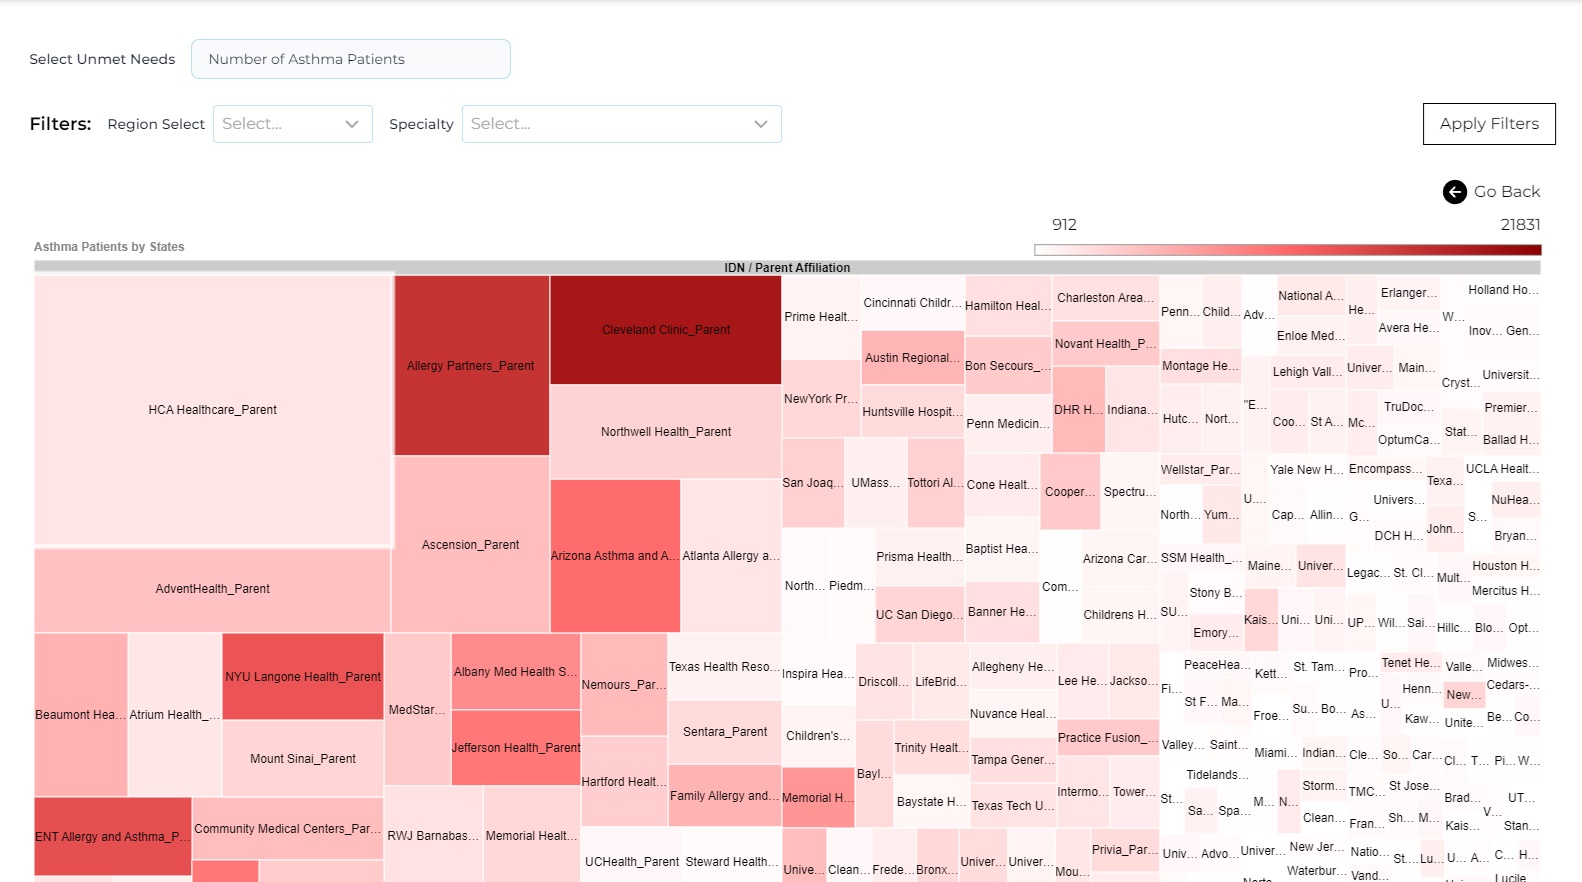 Select Unmet Needs
Number of Asthma Patients
Filters:
Region Select
Select...
Specialty
Select...
Apply Filters
Go Back
912
21831
Asthma Patients by States
IDN / Parent Affiliation
HCA Healthcare_Parent
AdventHealth_Parent
Allergy Partners_Parent
Ascension_Parent
Cleveland Clinic_Parent
Northwell Health_Parent
Arizona Asthma and A...
Atlanta Allergy a...
Beaumont Hea...
Atrium Health_...
NYU Langone Health_Parent
Mount Sinai_Parent
ENT Allergy and Asthma_P...
Community Medical Centers_Par...
MedStar...
Albany Med Health S...
Jefferson Health_Parent
RWJ Barnabas...
Memorial Healt...
Nemours_Par...
Hartford Healt...
Texas Health Reso...
Sentara_Parent
Family Allergy and...
UCHealth_Parent
Steward Health...
Prime Healt...
NewYork Pr...
Cincinnati Childr...
Austin Regional...
Huntsville Hospit...
San Joaq...
UMass...
Tottori Al...
North...
Piedm...
Prisma Health...
UC San Diego...
Hamilton Heal...
Bon Secours_...
Penn Medicin...
Charleston Area...
Novant Health_P...
DHR H...
Indiana...
Cone Healt...
Cooper...
Spectru...
Baptist Hea...
Banner He...
Com...
Arizona Car...
Childrens H...
Inspira Hea...
Children's...
Memorial H...
Driscoll...
LifeBrid...
Bayl...
Trinity Healt...
Baystate H...
Allegheny He...
Nuvance Heal...
Tampa Gener...
Texas Tech U...
Lee He...
Jackso...
Practice Fusion_...
Intermo...
Tower...
Unive...
Clean...
Frede...
Bronx...
Univer...
Univer...
Mou...
Privia_Par...
Penn...
Child...
Montage He...
Hutc...
Nort...
Adv...
National A...
Enloe Med...
Lehigh Vall...
"E...
Coo...
St A...
He...
Erlanger...
Avera He...
Univer...
Main...
Mc...
TruDoc...
OptumCa...
Holland Ho...
W...
Inov...
Gen...
Cryst...
Universit...
Stat...
Premier...
Ballad H...
Wellstar_Par...
North...
Yum...
U....
Yale New H...
Cap...
Allin...
Encompass...
G...
Univers...
DCH H...
Texa...
John...
UCLA Healt...
S...
NuHea...
Bryan...
SSM Health_...
SU...
Stony B...
Emory...
Maine...
Univer...
Kais...
Uni...
Uni...
Legac...
St. Cl...
UP...
Wil...
Sai...
Mult...
Houston H...
Mercitus H...
Hillc...
Blo...
Opt...
Fi...
PeaceHea...
St F...
Ma...
Kett...
St. Tam...
Froe...
Su...
Bo...
Pro...
As...
Tenet He...
U...
Henn...
Kaw...
Valle...
Midwes...
New...
Cedars-...
Unite...
Be...
Co...
Valley...
Saint...
Miami...
Indian...
Cle...
So...
Car...
Cl...
T...
Pi...
W...
St...
Tidelands...
Sa...
Spa...
M...
N...
Storm...
Clean...
TMC...
St Jose...
Fran...
Sh...
M...
Brad...
Kais...
V...
UT...
Stan...
Univ...
Advo...
Univer...
New Jer...
Waterbur...
Natio...
Vand...
St....
Lu...
U...
A...
C...
H...
Lucile